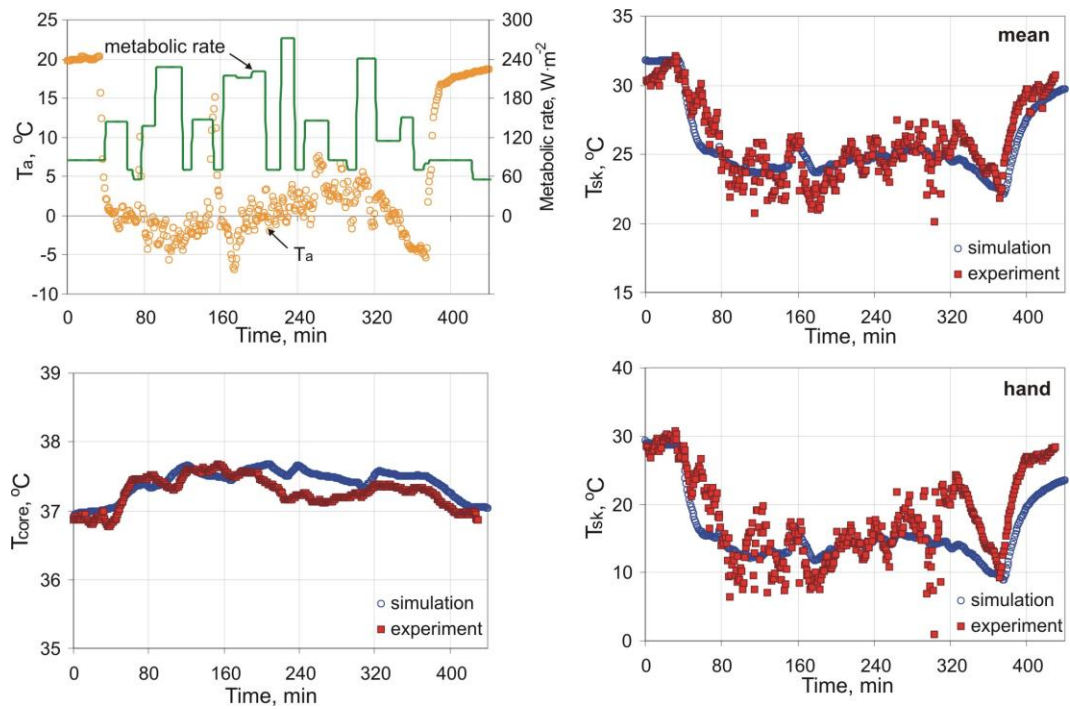 25
20
15
10
5
0
-5
-10
Ta, ºC
metabolic rate
Ta
300
240
180
120
60
0
Metabolic rate, W·m-2
0 80 160 240 320 400
Time, min
35
30
25
20
15
Tsk, ºC
mean
simulation
experiment
0 80 160 240 320 400
Time, min
39
38
37
36
35
Tcore, ºC
simulation
experiment
0 80 160 240 320 400
Time, min
40
30
20
10
0
Tsk, ºC
hand
simulation
experiment
0 80 160 240 320 400
Time, min